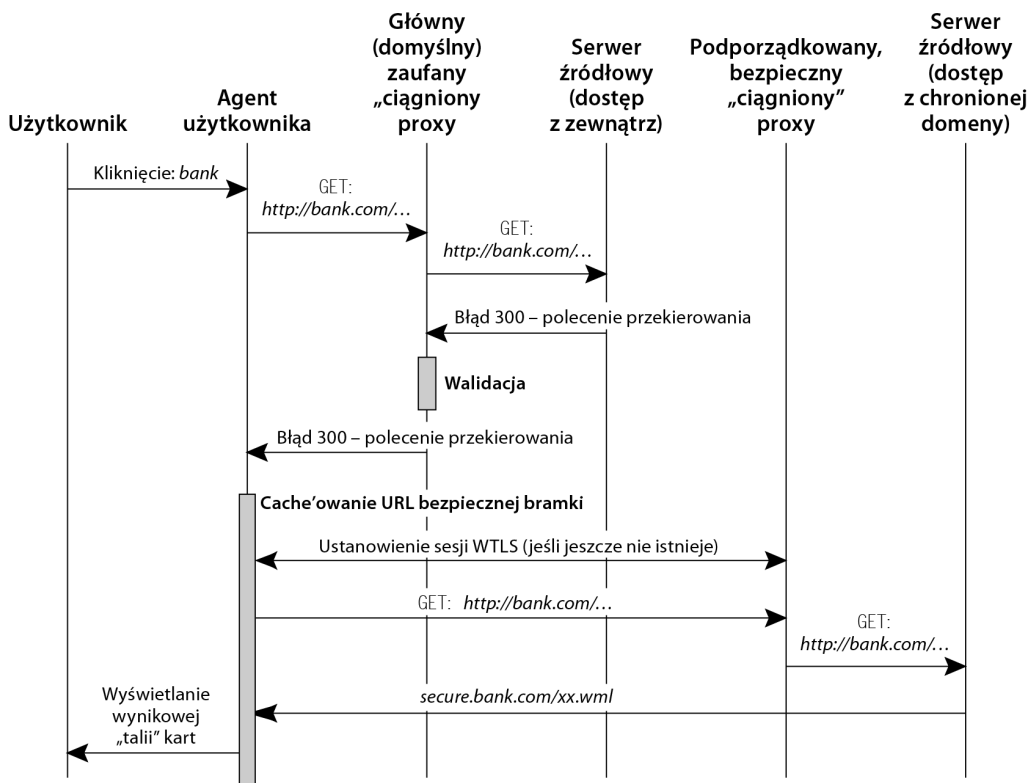 Użytkownik
Agent
użytkownika
Główny
(domyślny)
zaufany
„ciągniony
proxy
Serwer
źródłowy
(dostęp
z zewnątrz)
Podporządkowany,
bezpieczny
„ciągniony”
proxy
Serwer
źródłowy
(dostęp
z chronionej
domeny)
Kliknięcie: bank
GET:
http://bank.com/…
GET:
http://bank.com/…
Błąd 300 – polecenie przekierowania
Walidacja
Błąd 300 – polecenie przekierowania
Cache’owanie URL bezpiecznej bramki
Ustanowienie sesji WTLS (jeśli jeszcze nie istnieje)
GET: http://bank.com/…
GET:
http://bank.com/…
secure.bank.com/xx.wml
Wyświetlanie
wynikowej
„talii” kart